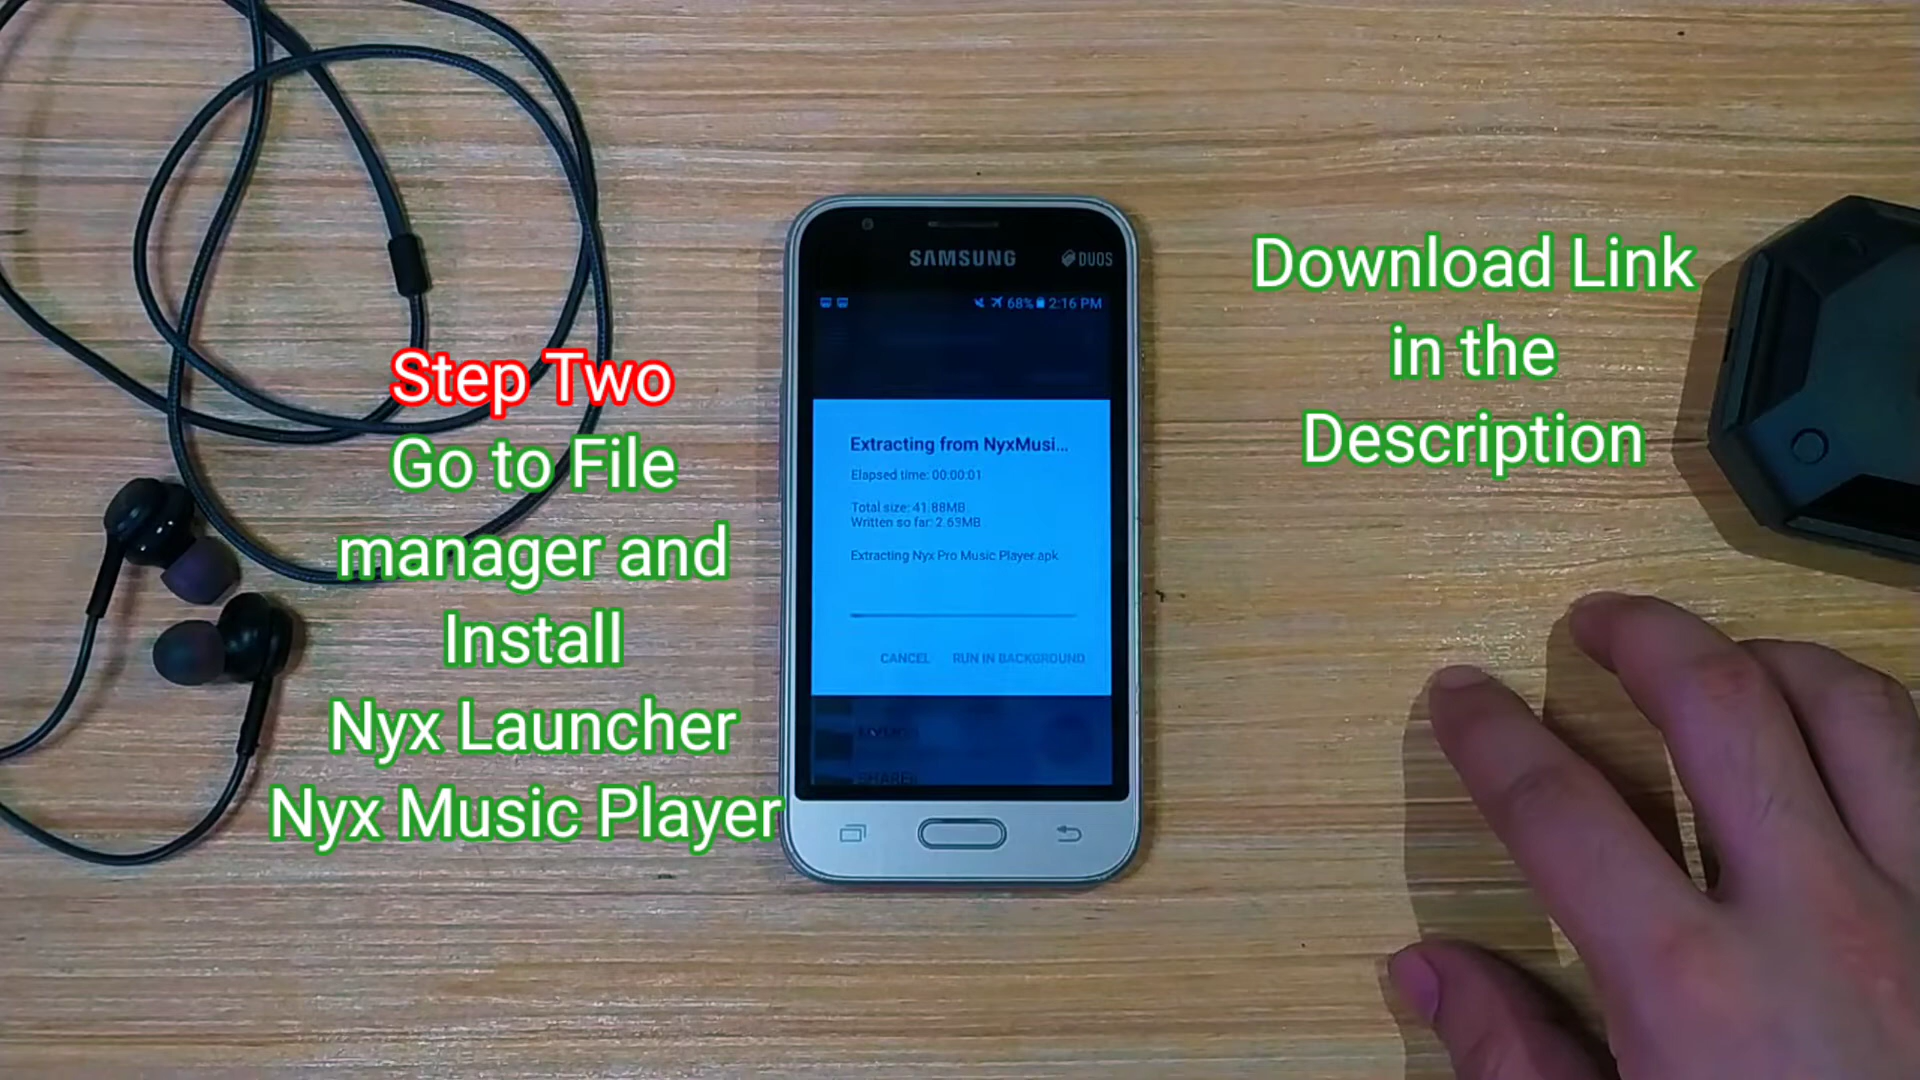 Step Two
Go to File
manager and
Install
Nyx Launcher
Nyx Music Player
SAMSUNG
DUOS
68% 2:16 PM
Extracting from NyxMusi...
Elapsed time: 00:00:01
Total size: 41.88MB
Written so far: 2.63MB
Extracting Nyx Pro Music Player.apk
CANCEL RUN IN BACKGROUND
Download Link
in the
Description